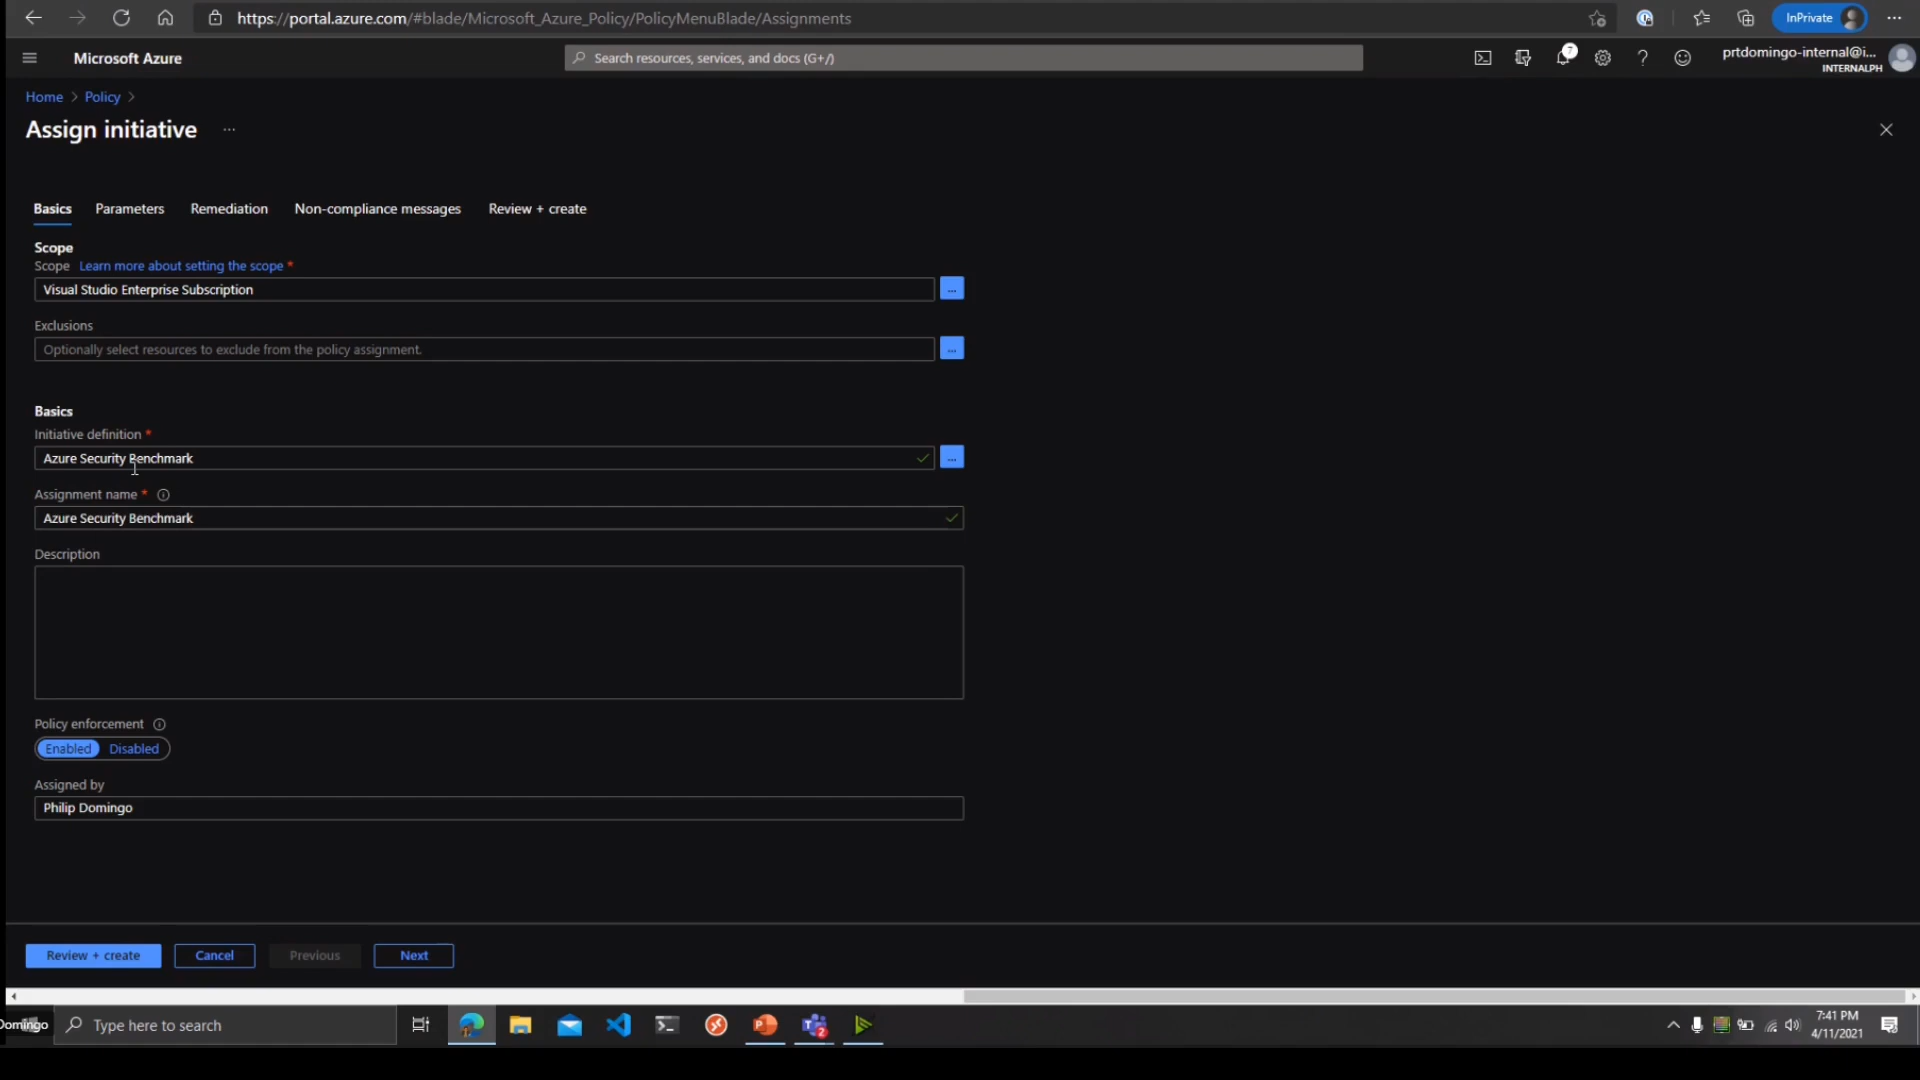 https://portal.azure.com/#blade/Microsoft_Azure_Policy/PolicyMenuBlade/Assignments
InPrivate
Microsoft Azure
Search resources, services, and docs (G+/)
7
prtdomingo-internal@i...
INTERNALPH
Home > Policy >
Assign initiative ...
Basics Parameters Remediation Non-compliance messages Review + create
Scope
Scope Learn more about setting the scope *
Visual Studio Enterprise Subscription
...
Exclusions
Optionally select resources to exclude from the policy assignment.
...
Basics
Initiative definition *
Azure Security Benchmark
...
Assignment name *
Azure Security Benchmark
Description
Policy enforcement
Enabled Disabled
Assigned by
Philip Domingo
Review + create Cancel Previous Next
Domingo
Type here to search
2
7:41 PM
4/11/2021